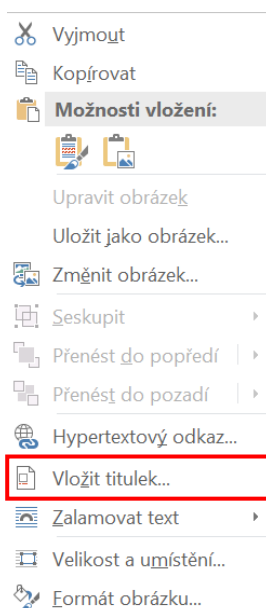 Vyjmout
Kopírovat
Možnosti vložení:
Upravit obrázek
Uložit jako obrázek...
Změnit obrázek...
Seskupit
Přenést do popředí
Přenést do pozadí
Hypertextový odkaz...
Vložit titulek...
Zalamovat text
Velikost a umístění...
Formát obrázku...